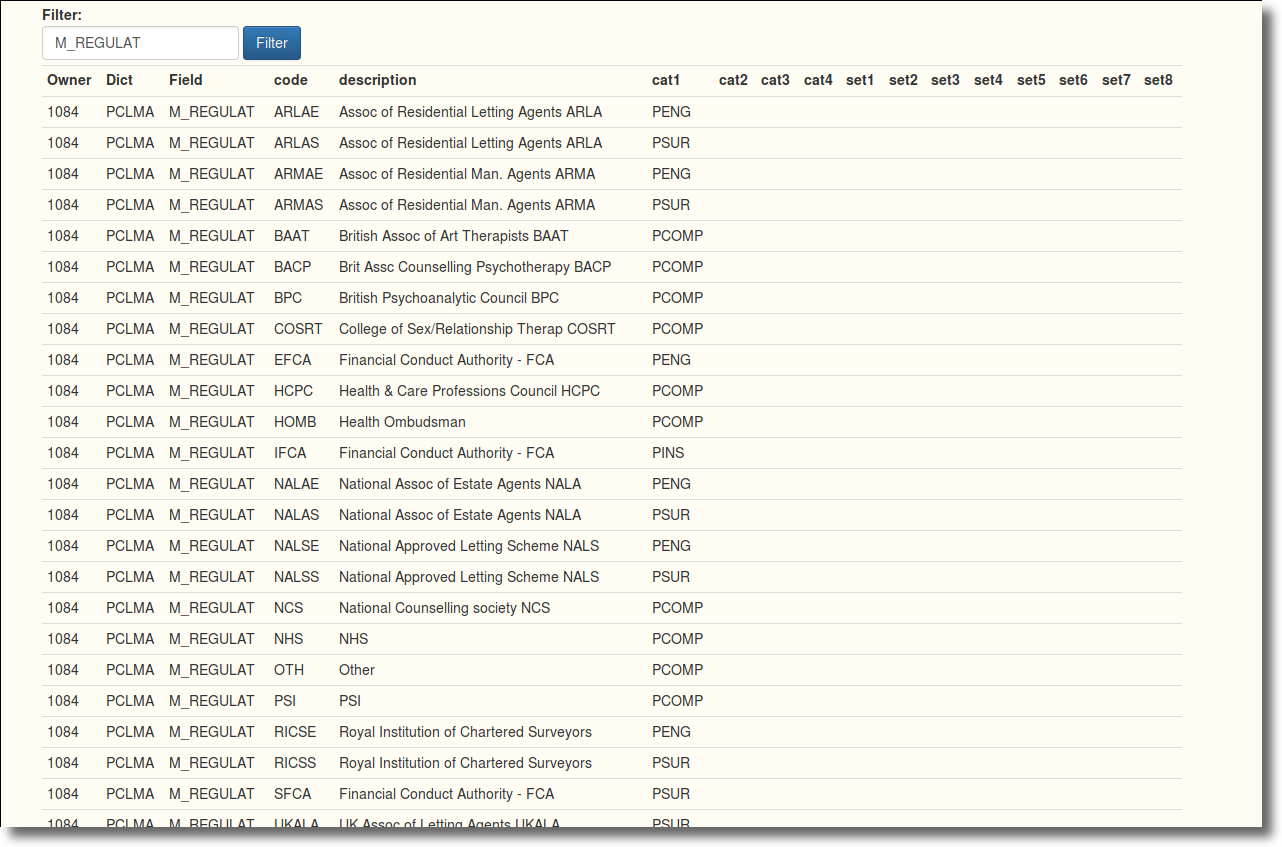 Filter:
M_REGULAT Filter
Owner Dict Field code description cat1 cat2 cat3 cat4 set1 set2 set3 set4 set5 set6 set7 set8
1084 PCLMA M_REGULAT ARLAE Assoc of Residential Letting Agents ARLA PENG
1084 PCLMA M_REGULAT ARLAS Assoc of Residential Letting Agents ARLA PSUR
1084 PCLMA M_REGULAT ARMAE Assoc of Residential Man. Agents ARMA PENG
1084 PCLMA M_REGULAT ARMAS Assoc of Residential Man. Agents ARMA PSUR
1084 PCLMA M_REGULAT BAAT British Assoc of Art Therapists BAAT PCOMP
1084 PCLMA M_REGULAT BACP Brit Assc Counselling Psychotherapy BACP PCOMP
1084 PCLMA M_REGULAT BPC British Psychoanalytic Council BPC PCOMP
1084 PCLMA M_REGULAT COSRT College of Sex/Relationship Therap COSRT PCOMP
1084 PCLMA M_REGULAT EFCA Financial Conduct Authority - FCA PENG
1084 PCLMA M_REGULAT HCPC Health & Care Professions Council HCPC PCOMP
1084 PCLMA M_REGULAT HOMB Health Ombudsman PCOMP
1084 PCLMA M_REGULAT IFCA Financial Conduct Authority - FCA PINS
1084 PCLMA M_REGULAT NALAE National Assoc of Estate Agents NALA PENG
1084 PCLMA M_REGULAT NALAS National Assoc of Estate Agents NALA PSUR
1084 PCLMA M_REGULAT NALSE National Approved Letting Scheme NALS PENG
1084 PCLMA M_REGULAT NALSS National Approved Letting Scheme NALS PSUR
1084 PCLMA M_REGULAT NCS National Counselling society NCS PCOMP
1084 PCLMA M_REGULAT NHS NHS PCOMP
1084 PCLMA M_REGULAT OTH Other PCOMP
1084 PCLMA M_REGULAT PSI PSI PCOMP
1084 PCLMA M_REGULAT RICSE Royal Institution of Chartered Surveyors PENG
1084 PCLMA M_REGULAT RICSS Royal Institution of Chartered Surveyors PSUR
1084 PCLMA M_REGULAT SFCA Financial Conduct Authority - FCA PSUR
1084 PCLMA M_REGULAT UKALA UK Assoc of Letting Agents UKALA PSUR